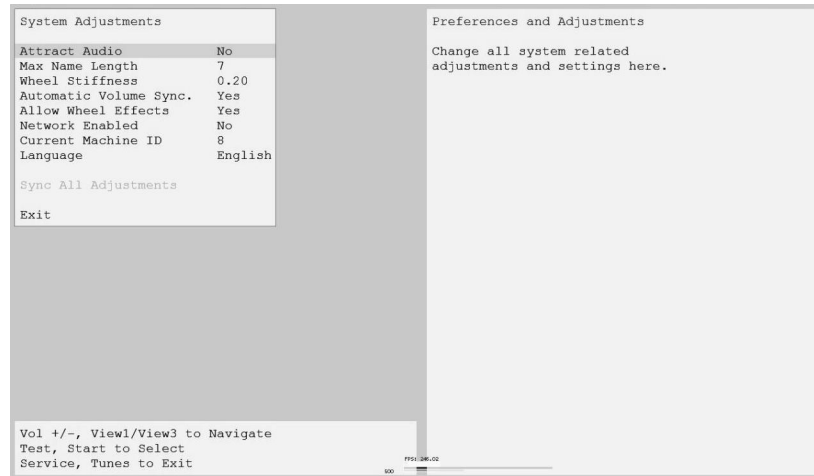 System Adjustments
Attract Audio No
Max Name Length 7
Wheel Stiffness 0.20
Automatic Volume Sync. Yes
Allow Wheel Effects Yes
Network Enabled No
Current Machine ID 8
Language English
Sync All Adjustments
Exit
Preferences and Adjustments
Change all system related
adjustments and settings here.
Vol +/-, View1/View3 to Navigate
Test, Start to Select
Service, Tunes to Exit
FPS: 246.02